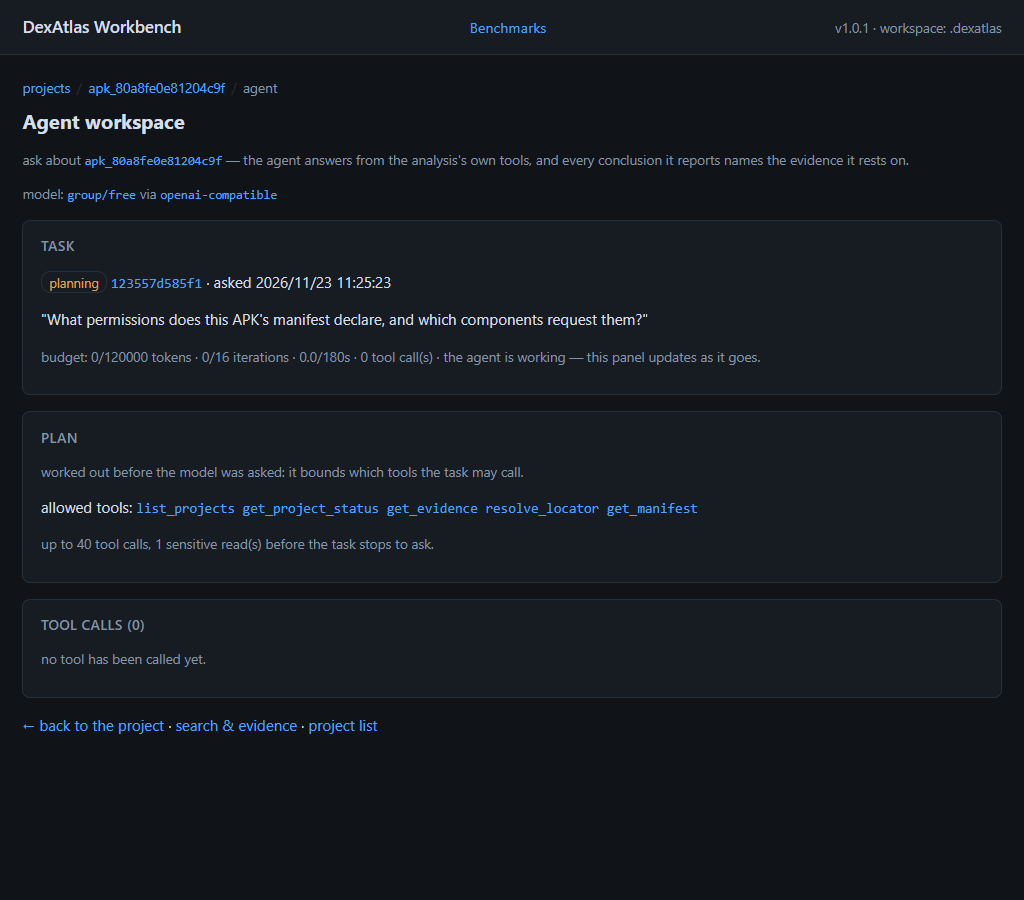 DexAtlas Workbench
Benchmarks
v1.0.1 · workspace: .dexatlas
projects / apk_80a8fe0e81204c9f / agent
Agent workspace
ask about apk_80a8fe0e81204c9f — the agent answers from the analysis's own tools, and every conclusion it reports names the evidence it rests on.
model: group/free via openai-compatible
TASK
planning 123557d585f1 · asked 2026/11/23 11:25:23
"What permissions does this APK's manifest declare, and which components request them?"
budget: 0/120000 tokens · 0/16 iterations · 0.0/180s · 0 tool call(s) · the agent is working — this panel updates as it goes.
PLAN
worked out before the model was asked: it bounds which tools the task may call.
allowed tools: list_projects get_project_status get_evidence resolve_locator get_manifest
up to 40 tool calls, 1 sensitive read(s) before the task stops to ask.
TOOL CALLS (0)
no tool has been called yet.
← back to the project · search & evidence · project list